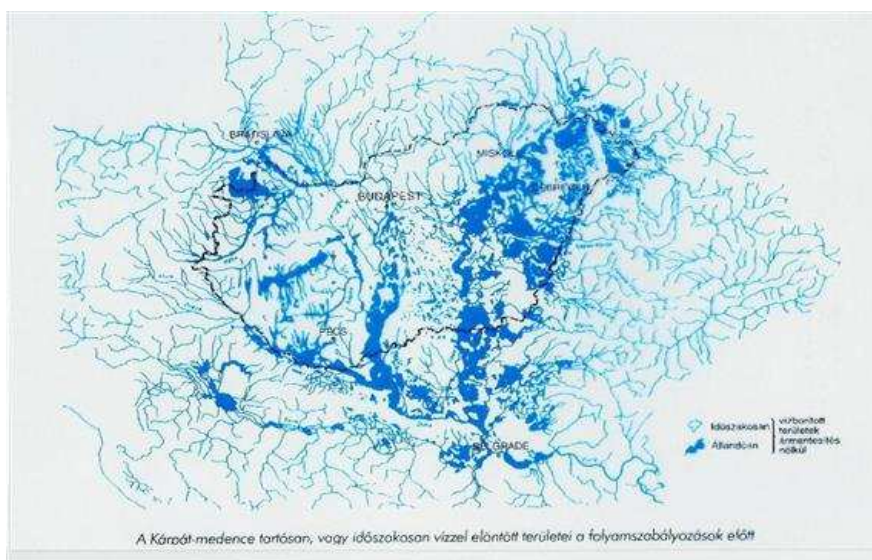 BRATISLAVA
MISKOLC
DEBRECEN
BUDAPEST
PÉCS
BELGRADE
Időszakosan
Állandóan
vízborított
területek
ármentesítés
nélkül
A Kárpát-medence tartósan, vagy időszakosan vízzel elöntött területei a folyamszabályozások előtt